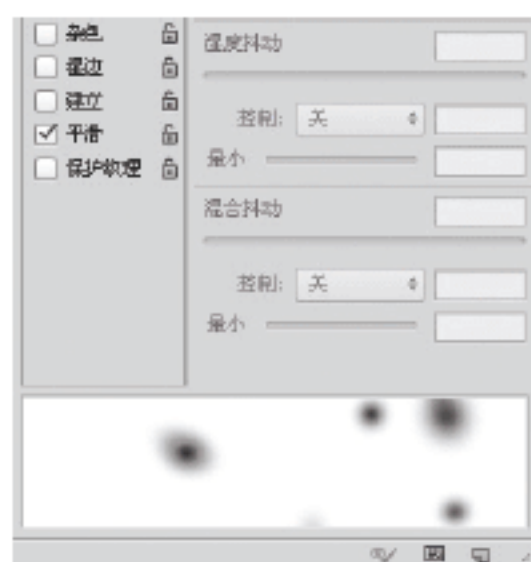 杂色
湿边
建立
平滑
保护纹理
湿度抖动
控制: 关
最小
混合抖动
控制: 关
最小